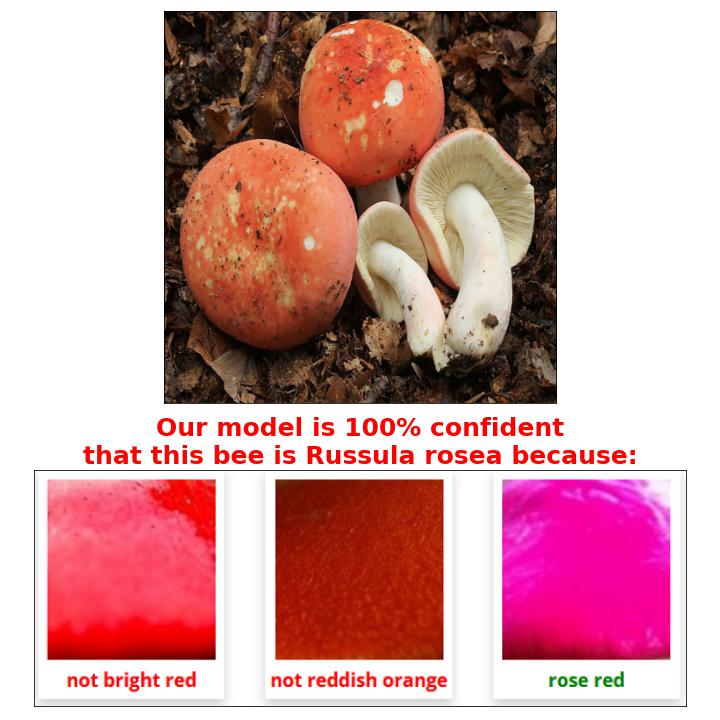 Our model is 100% confident
that this bee is Russula rosea because:
not bright red
not reddish orange
rose red